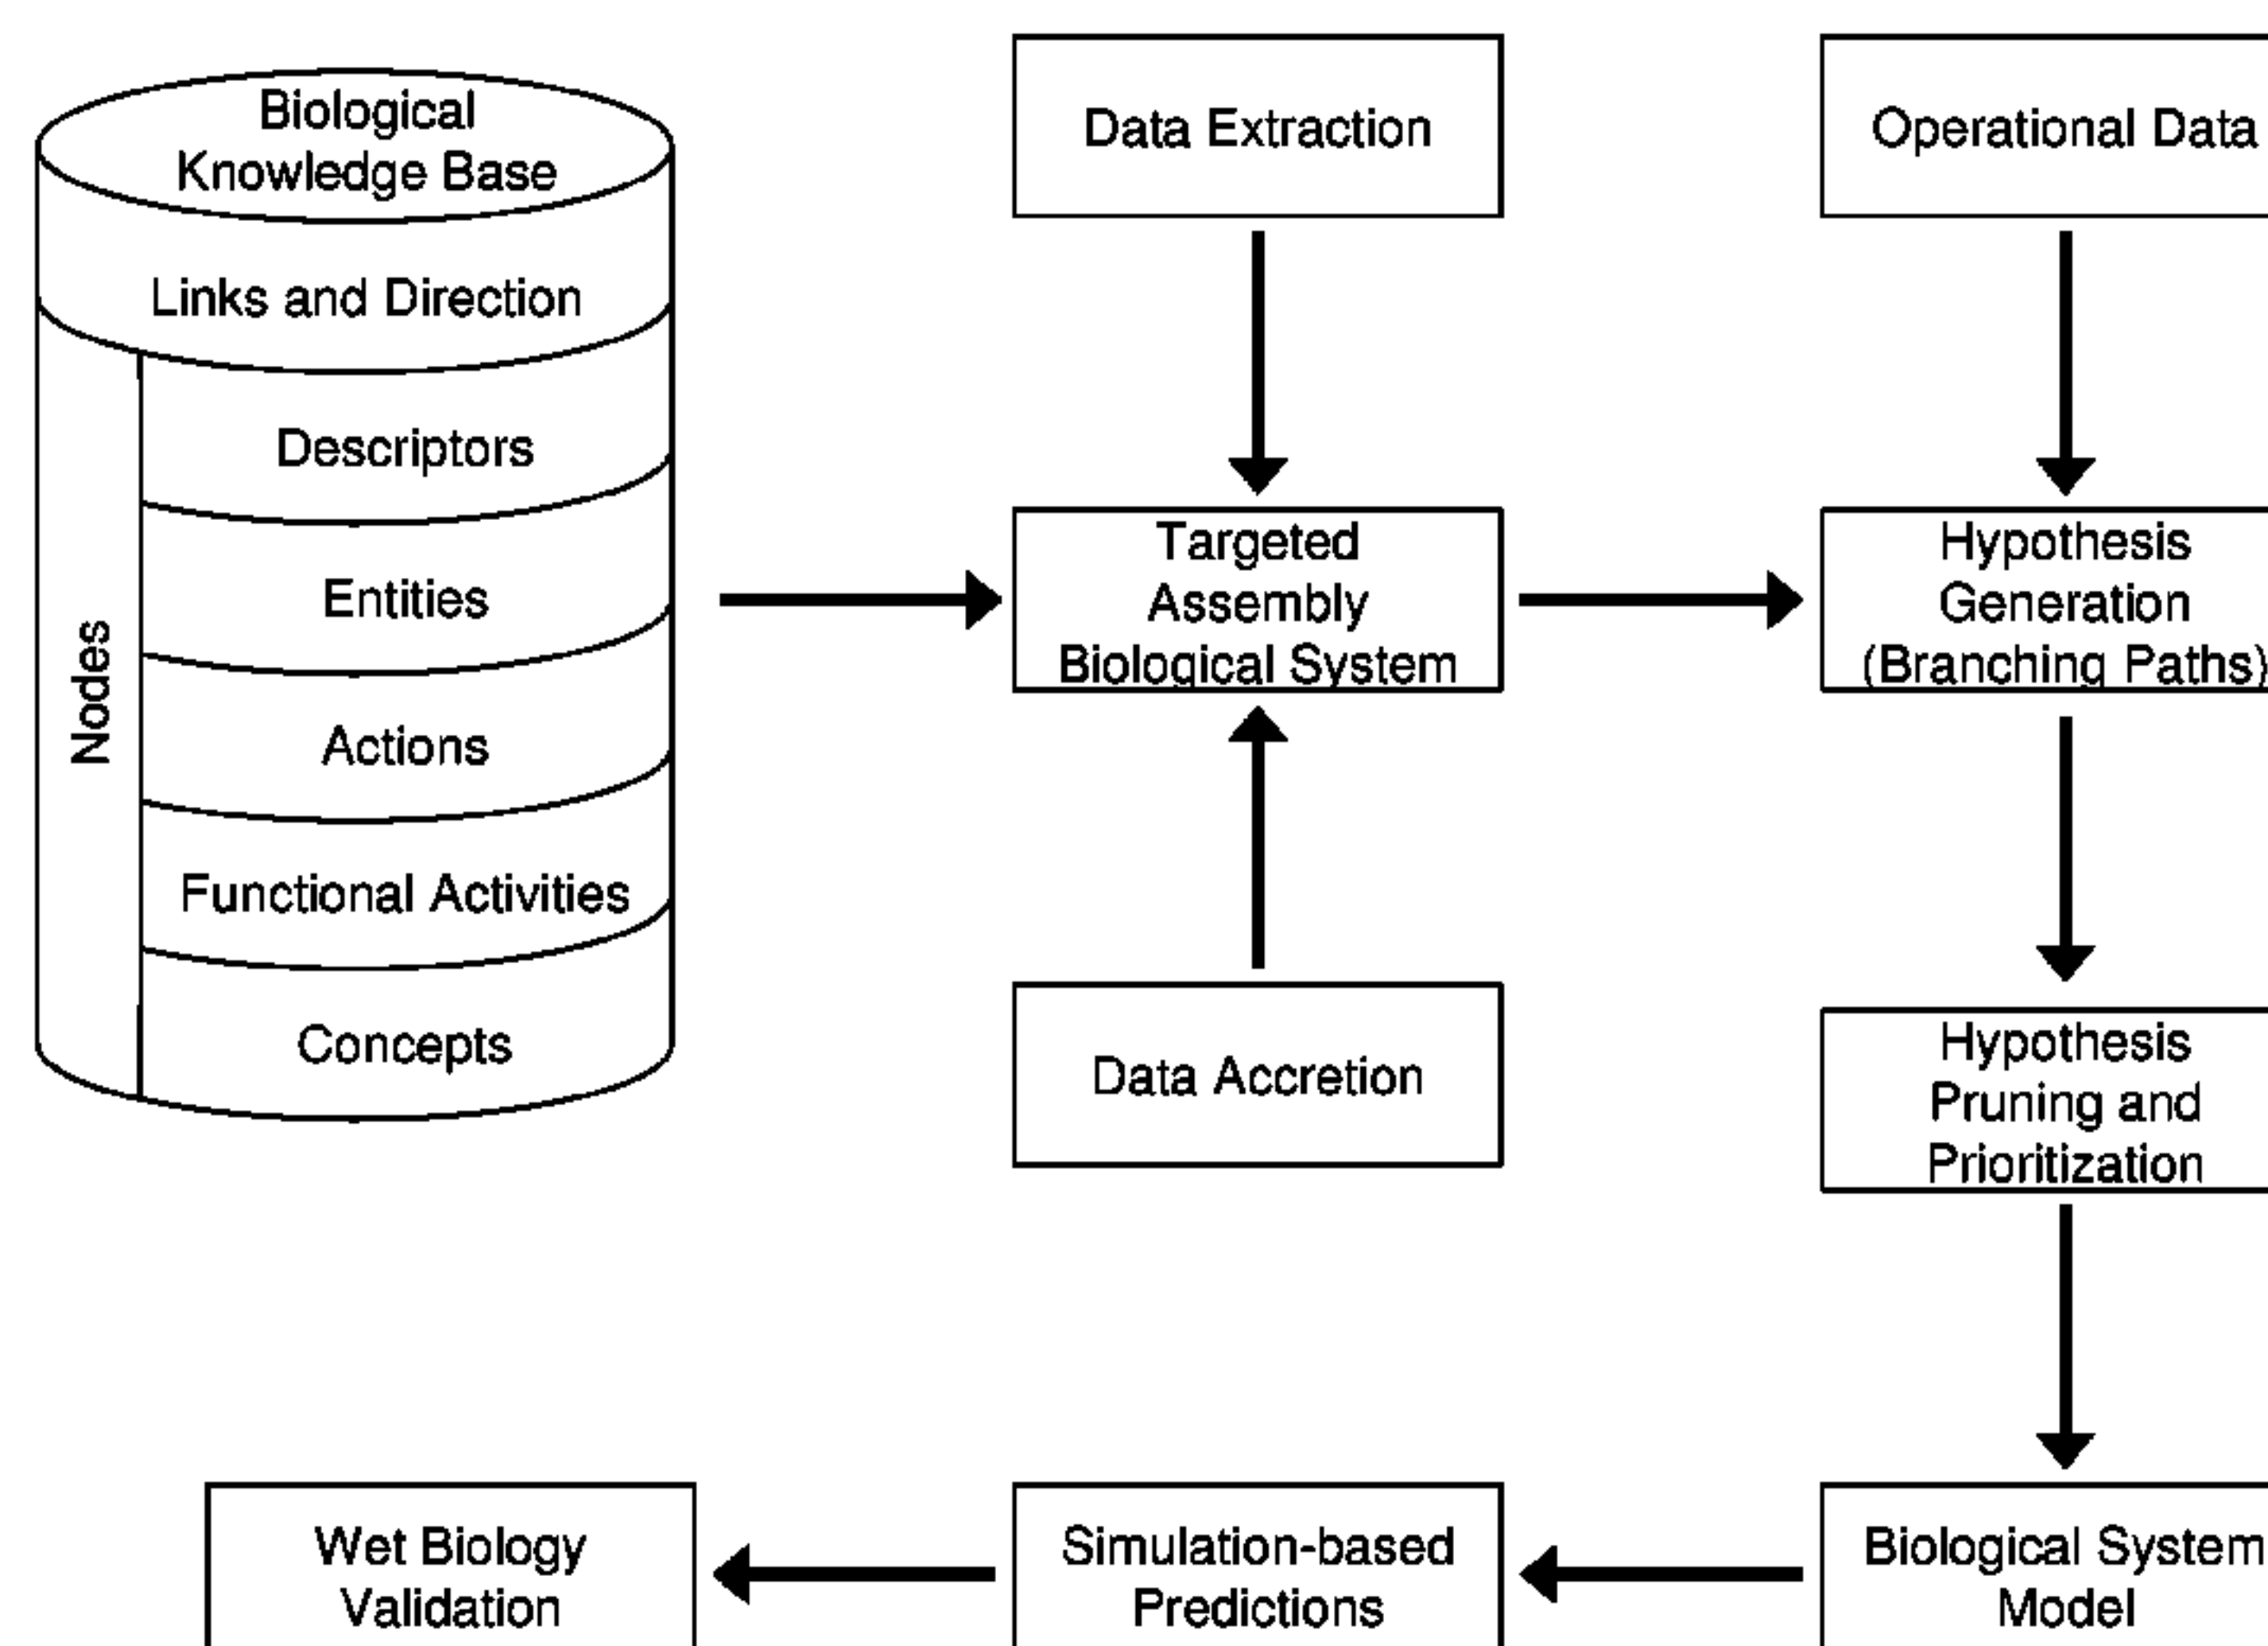 Biological
Knowledge Base
Links and Direction
Nodes
Descriptors
Entities
Actions
Functional Activities
Concepts
Data Extraction
Operational Data
Targeted
Assembly
Biological System
Hypothesis
Generation
(Branching Paths)
Data Accretion
Hypothesis
Pruning and
Prioritization
Wet Biology
Validation
Simulation-based
Predictions
Biological System
Model